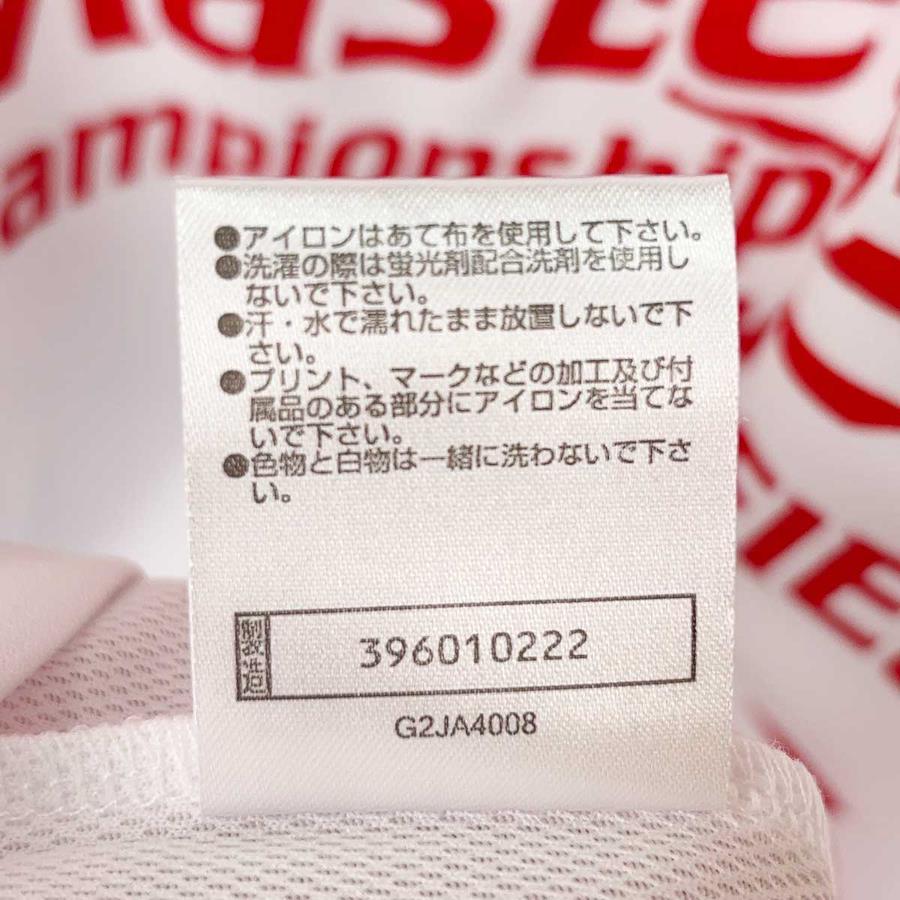 ampionship
●アイロンはあて布を使用して下さい。
●洗濯の際は蛍光剤配合洗剤を使用し
ないで下さい。
●汗・水で濡れたまま放置しないで下
さい。
●プリント、マークなどの加工及び付
属品のある部分にアイロンを当てな
いで下さい。
●色物と白物は一緒に洗わないで下さ
い。
396010222
G2JA4008